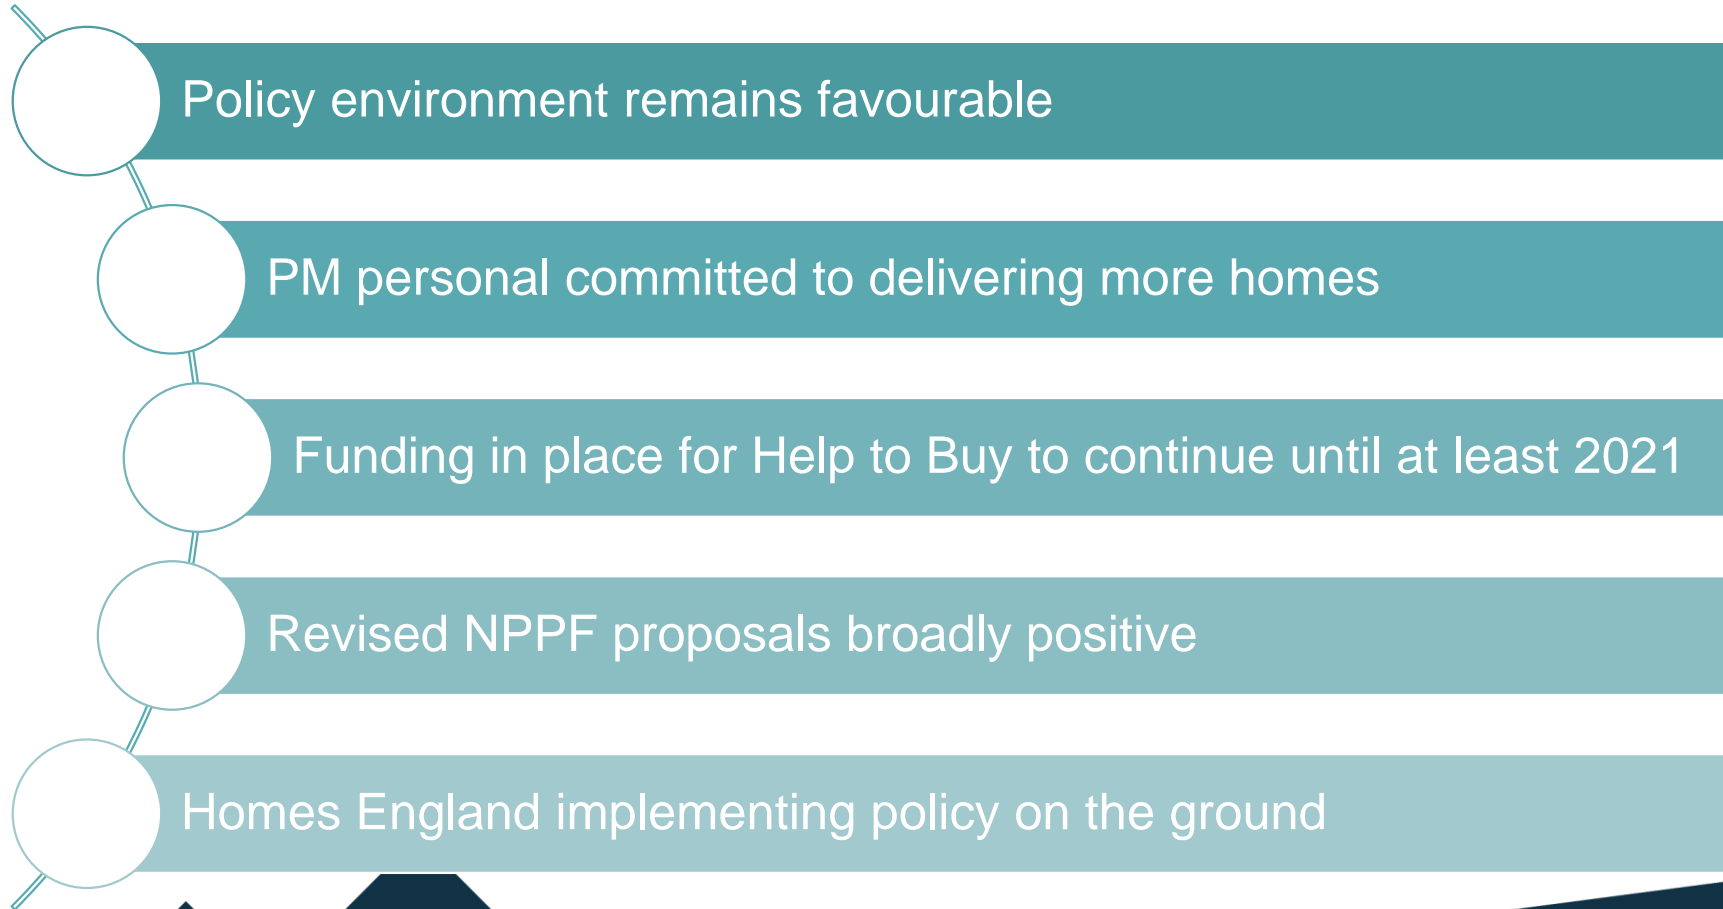 Policy environment remains favourable
PM personal committed to delivering more homes
Funding in place for Help to Buy to continue until at least 2021
Revised NPPF proposals broadly positive
Homes England implementing policy on the ground